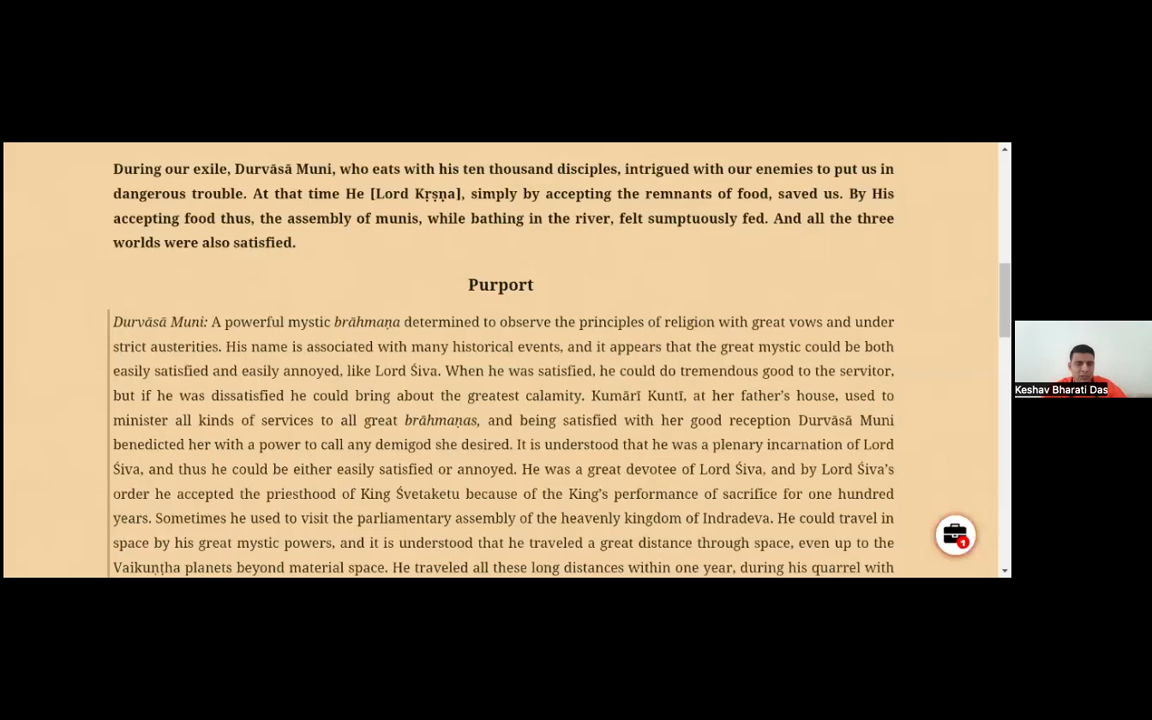 During our exile, Durvāsā Muni, who eats with his ten thousand disciples, intrigued with our enemies to put us in
dangerous trouble. At that time He [Lord Kṛṣṇa], simply by accepting the remnants of food, saved us. By His
accepting food thus, the assembly of munis, while bathing in the river, felt sumptuously fed. And all the three
worlds were also satisfied.
Purport
Durvāsā Muni: A powerful mystic brāhmaṇa determined to observe the principles of religion with great vows and under
strict austerities. His name is associated with many historical events, and it appears that the great mystic could be both
easily satisfied and easily annoyed, like Lord Śiva. When he was satisfied, he could do tremendous good to the servitor,
but if he was dissatisfied he could bring about the greatest calamity. Kumārī Kuntī, at her father's house, used to
minister all kinds of services to all great brāhmaṇas, and being satisfied with her good reception Durvāsā Muni
benedicted her with a power to call any demigod she desired. It is understood that he was a plenary incarnation of Lord
Śiva, and thus he could be either easily satisfied or annoyed. He was a great devotee of Lord Śiva, and by Lord Śiva's
order he accepted the priesthood of King Śvetaketu because of the King's performance of sacrifice for one hundred
years. Sometimes he used to visit the parliamentary assembly of the heavenly kingdom of Indradeva. He could travel in
space by his great mystic powers, and it is understood that he traveled a great distance through space, even up to the
Vaikuṇṭha planets beyond material space. He traveled all these long distances within one year, during his quarrel with
1
Keshav Bharati Das